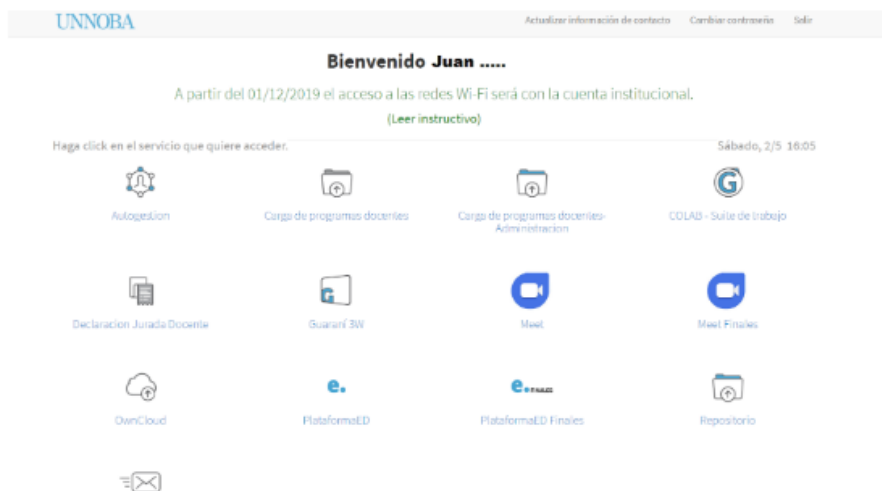 UNNOBA
Actualizar información de contacto Cambiar contraseña Salir
Bienvenido Juan .....
A partir del 01/12/2019 el acceso a las redes Wi-Fi será con la cuenta institucional.
(Leer instructivo)
Haga click en el servicio que quiere acceder. Sábado, 2/5 16:05
Autogestion Carga de programas docentes Carga de programas docentes- COLAB - Suite de trabajo
Administracion
G
Declaracion Jurada Docente Guaraní 3W Meet Meet Finales
e. e. FINALES
OwnCloud PlataformaED PlataformaED Finales Repositorio